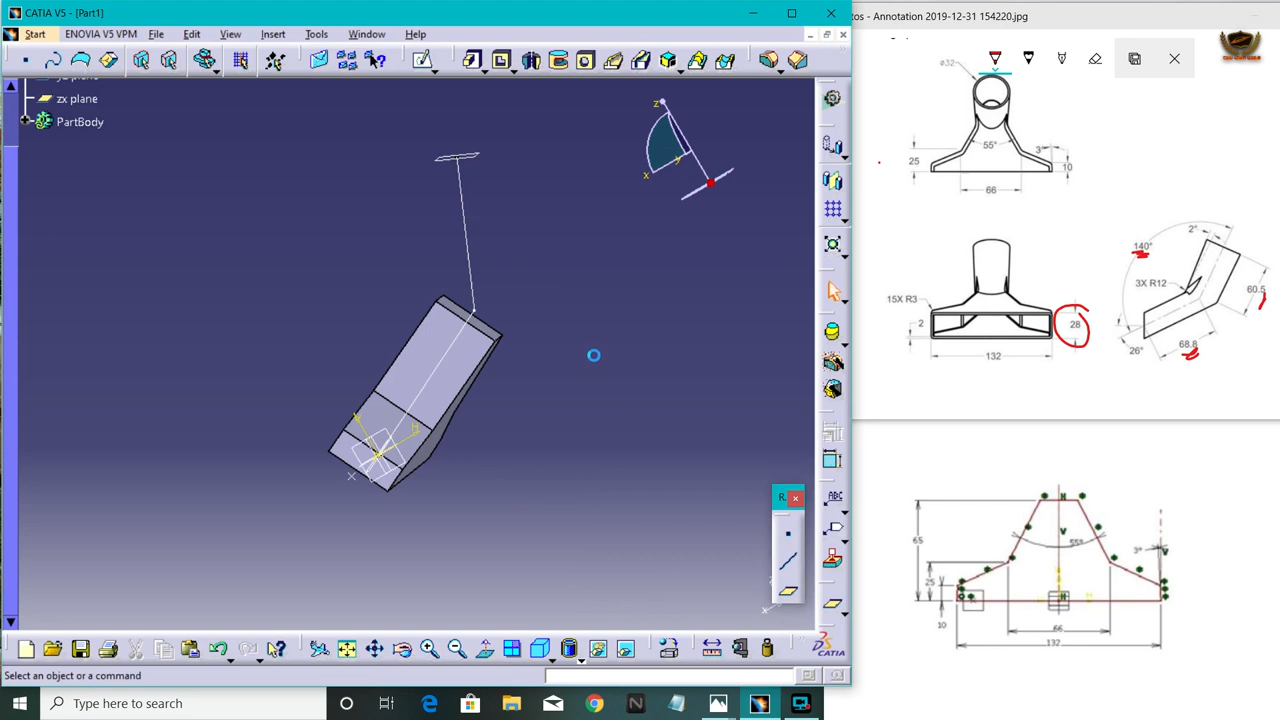 CATIA V5 - [Part1]
tos - Annotation 2019-12-31 154220.jpg
Start ENOVIA V5 VPM File Edit View Insert Tools Window Help
zx plane
PartBody
z
x
y
H
x
R.
x
ø32
55°
3°
25
10
66
15X R3
2
28
132
140°
2°
3X R12
60.5
68.8
26°
H
V
65
55°
3°
V
25
10
H
66
132
ABC
DS CATIA
Select an object or a command
Type here to search